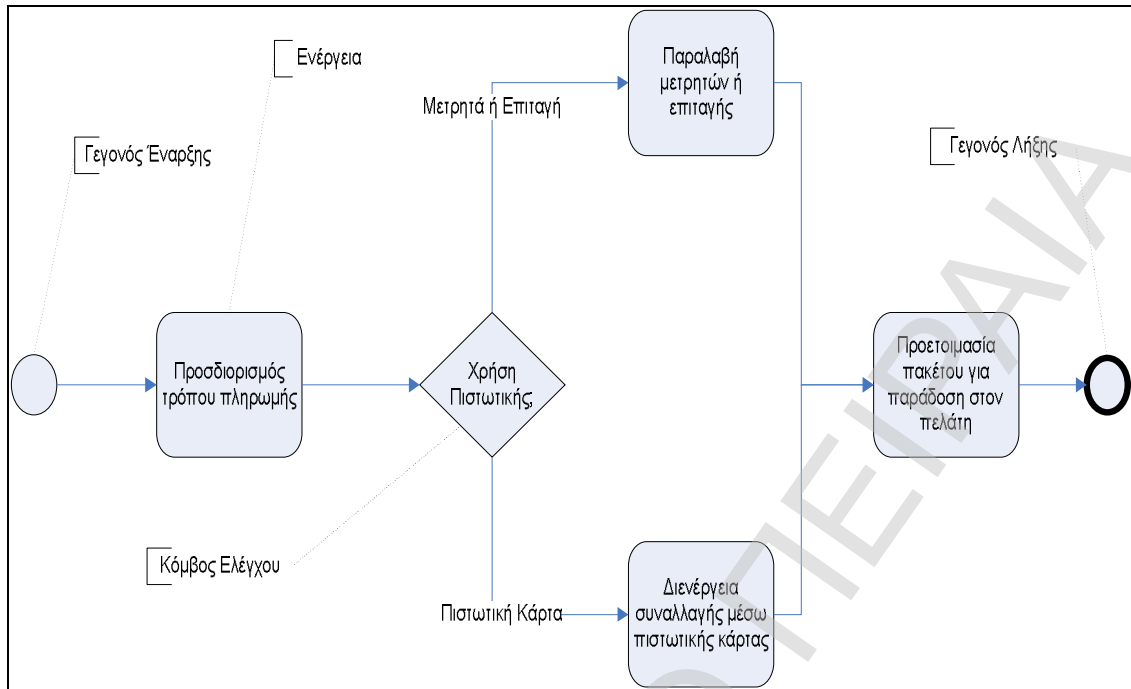 Ενέργεια
Γεγονός Έναρξης
Μετρητά ή Επιταγή
Παραλαβή
μετρητών ή
επιταγής
Γεγονός Λήξης
Προσδιορισμός
τρόπου πληρωμής
Χρήση
Πιστωτικής;
Προετοιμασία
πακέτου για
παράδοση στον
πελάτη
Κόμβος Ελέγχου
Πιστωτική Κάρτα
Διενέργεια
συναλλαγής μέσω
πιστωτικής κάρτας
ΠΕΙΡΑΙΑ